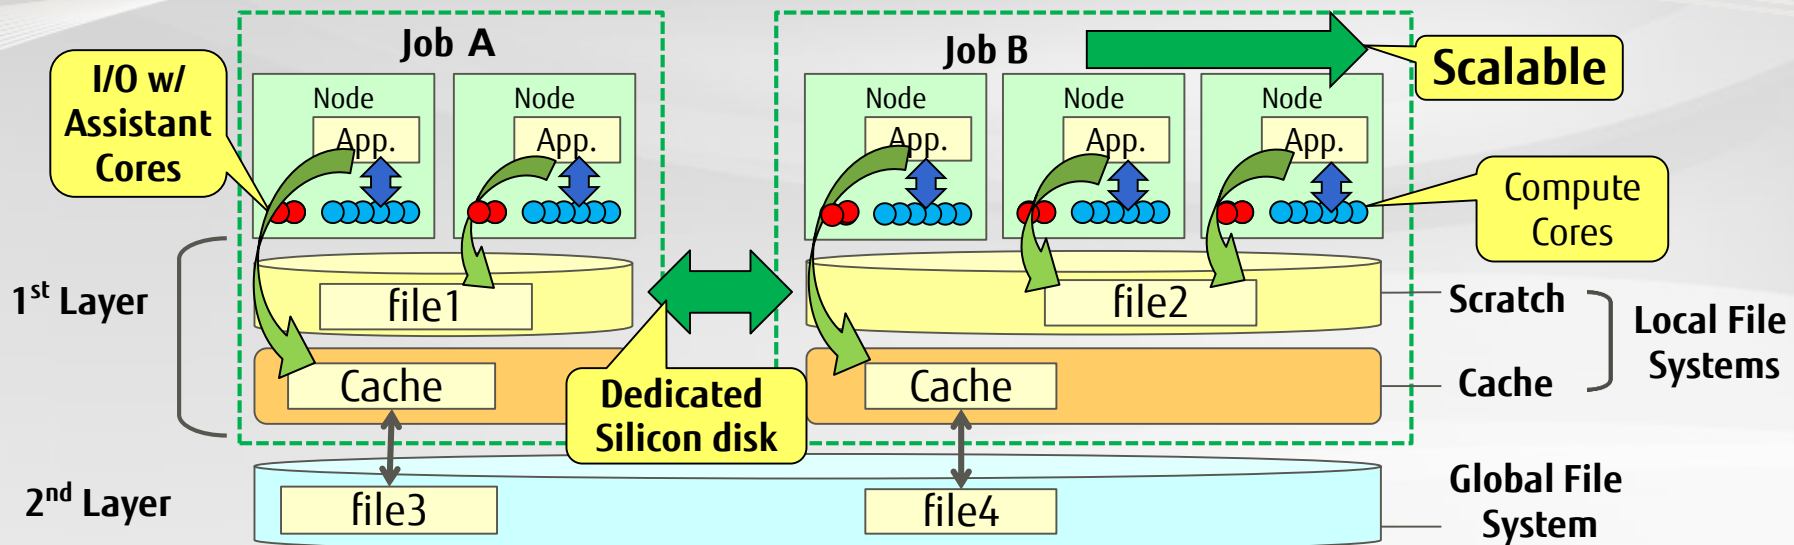 Job A
Job B
Scalable
I/O w/
Assistant
Cores
Node
App.
Node
App.
Node
App.
Node
App.
Node
App.
Compute
Cores
1st Layer
file1
file2
Scratch
Local File
Systems
Cache
Cache
Cache
Dedicated
Silicon disk
2nd Layer
file3
file4
Global File
System